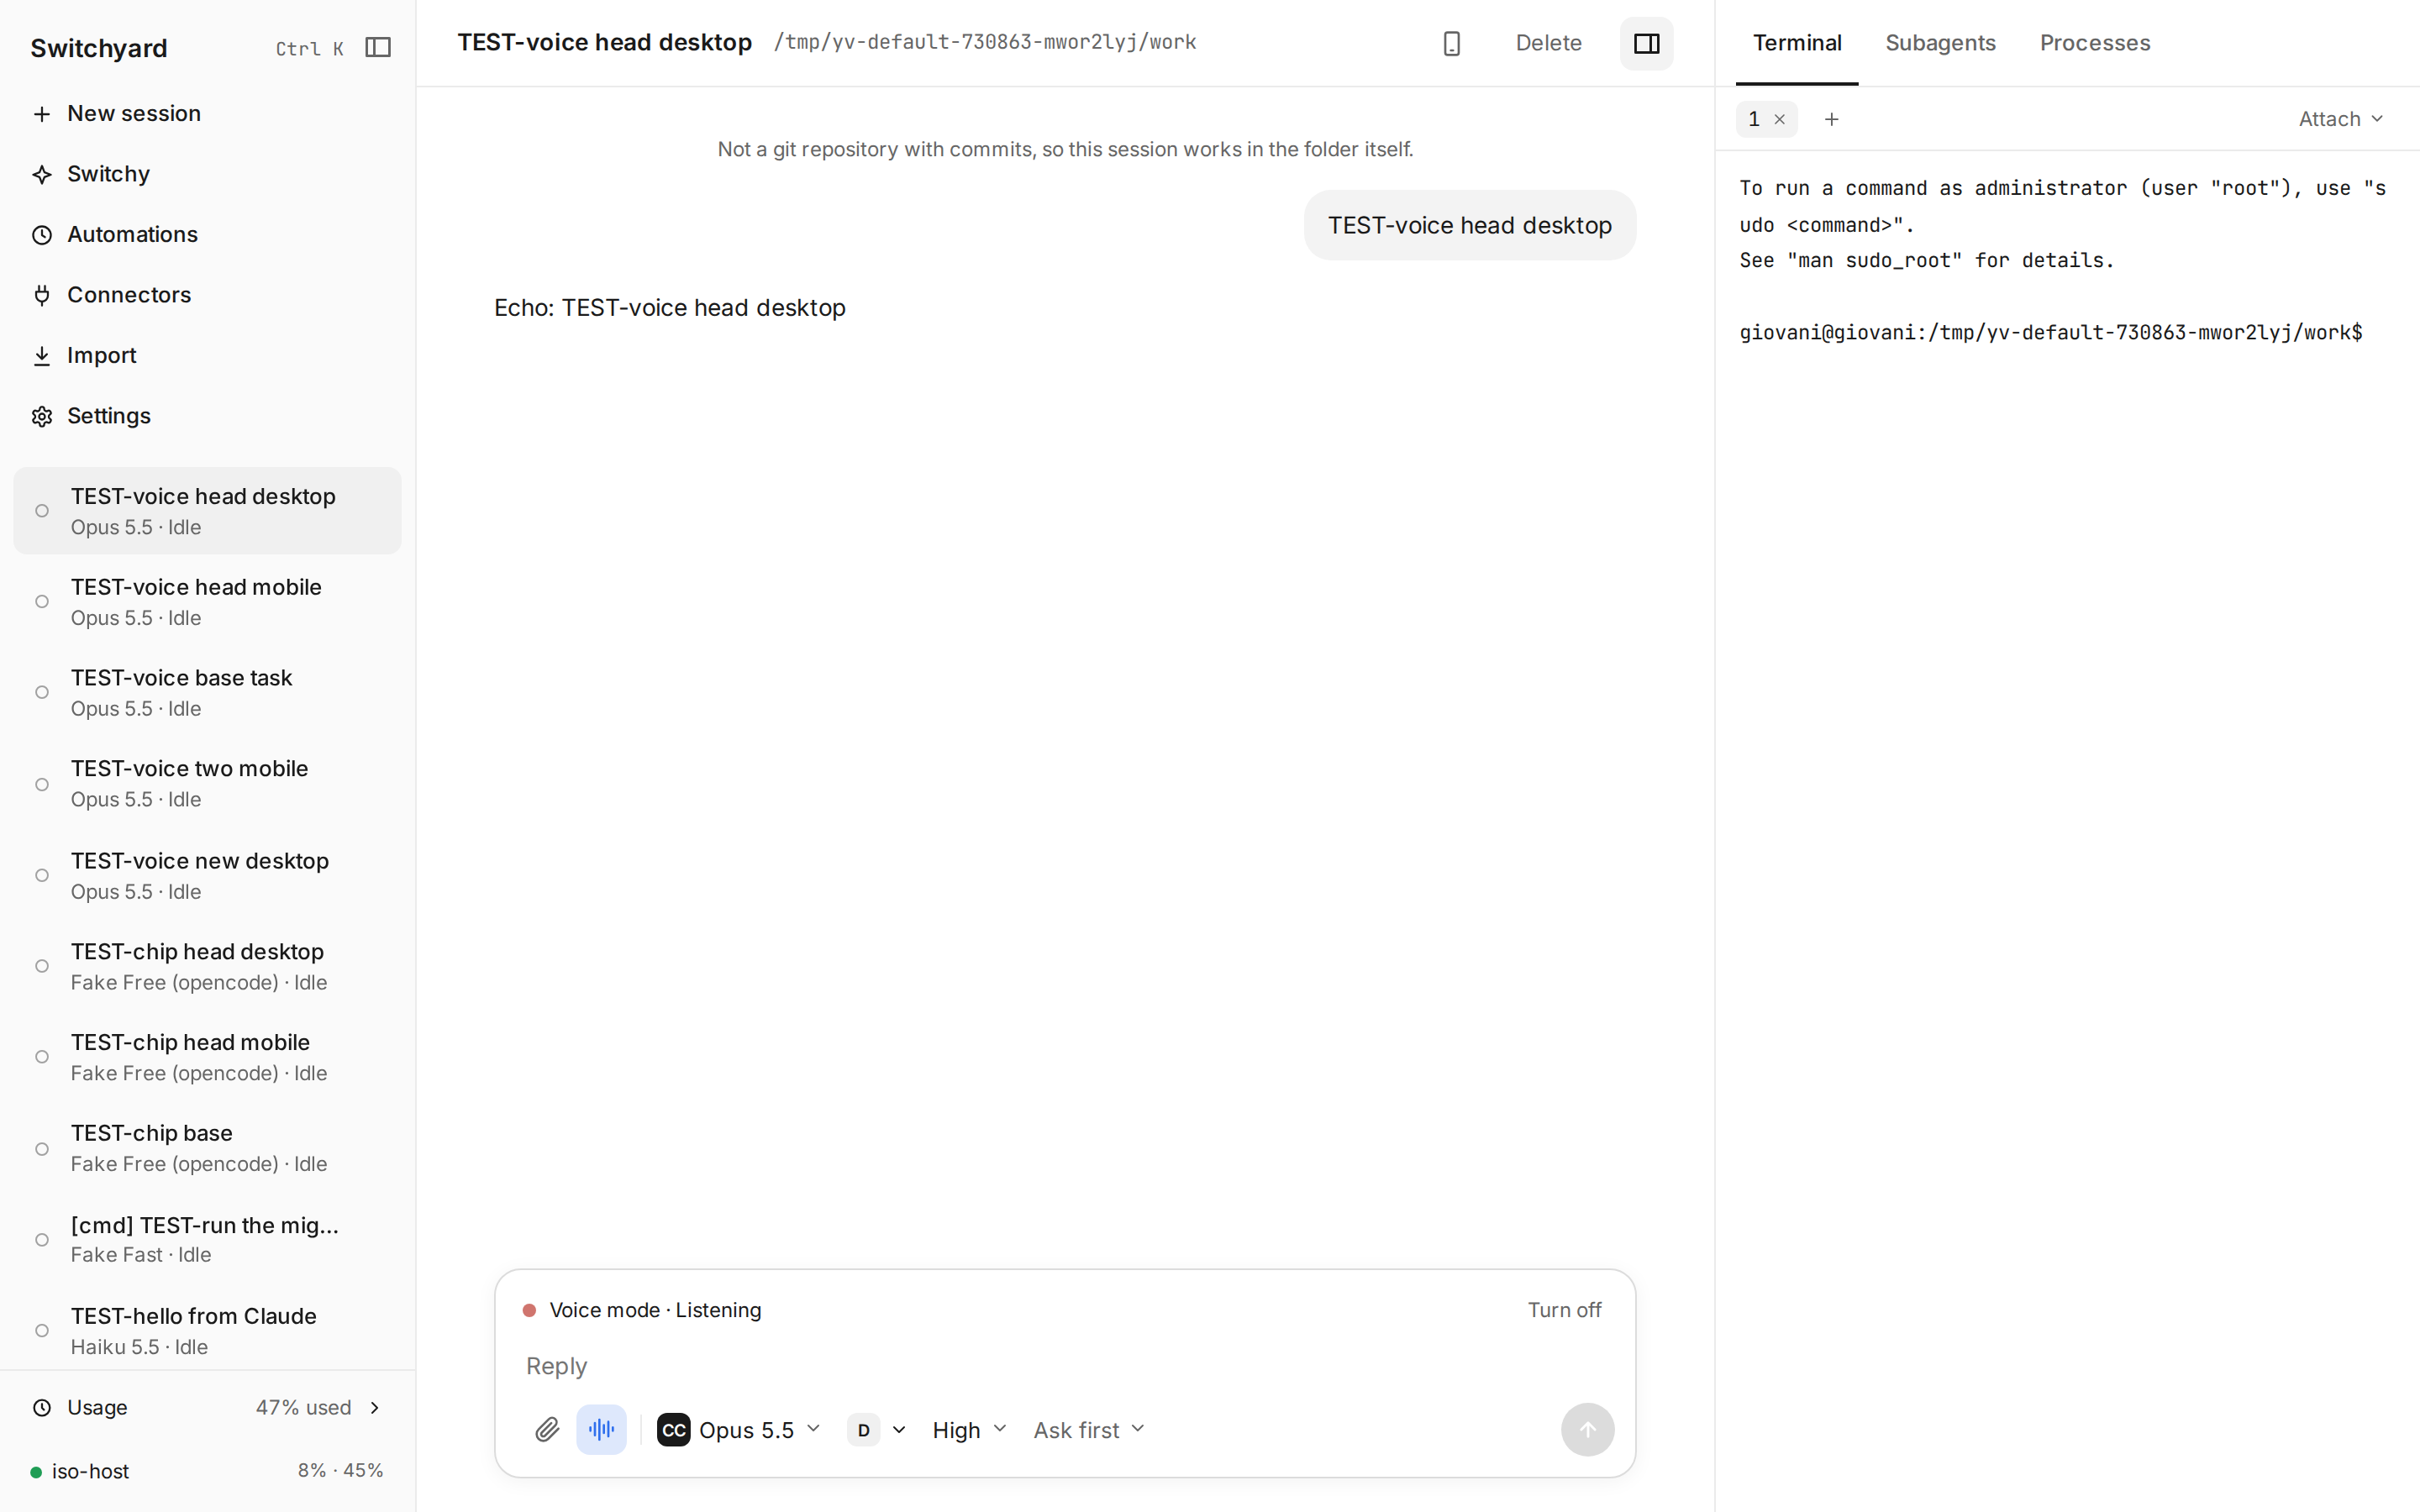 Switchyard
Ctrl K
New session
Switchy
Automations
Connectors
Import
Settings
TEST-voice head desktop
Opus 5.5 · Idle
TEST-voice head mobile
Opus 5.5 · Idle
TEST-voice base task
Opus 5.5 · Idle
TEST-voice two mobile
Opus 5.5 · Idle
TEST-voice new desktop
Opus 5.5 · Idle
TEST-chip head desktop
Fake Free (opencode) · Idle
TEST-chip head mobile
Fake Free (opencode) · Idle
TEST-chip base
Fake Free (opencode) · Idle
[cmd] TEST-run the mig...
Fake Fast · Idle
TEST-hello from Claude
Haiku 5.5 · Idle
Usage 47% used
iso-host 8% · 45%
TEST-voice head desktop /tmp/yv-default-730863-mwor2lyj/work
Delete
Not a git repository with commits, so this session works in the folder itself.
TEST-voice head desktop
Echo: TEST-voice head desktop
Voice mode · Listening
Turn off
Reply
CC Opus 5.5 D High Ask first
Terminal Subagents Processes
1
Attach
To run a command as administrator (user "root"), use "s
udo <command>".
See "man sudo_root" for details.
giovani@giovani:/tmp/yv-default-730863-mwor2lyj/work$